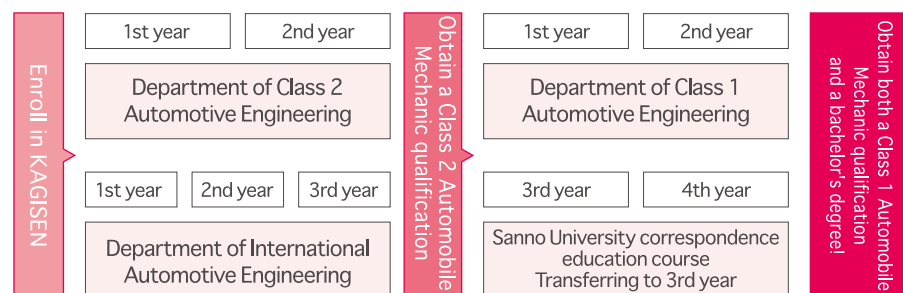 Enroll in KAGISEN
1st year
2nd year
Department of Class 2
Automotive Engineering
1st year
2nd year
3rd year
Department of International
Automotive Engineering
Obtain a Class 2 Automobile
Mechanic qualification
1st year
2nd year
Department of Class 1
Automotive Engineering
3rd year
4th year
Sanno University correspondence
education course
Transferring to 3rd year
Obtain both a Class 1 Automobile
Mechanic qualification
and a bachelor's degree!